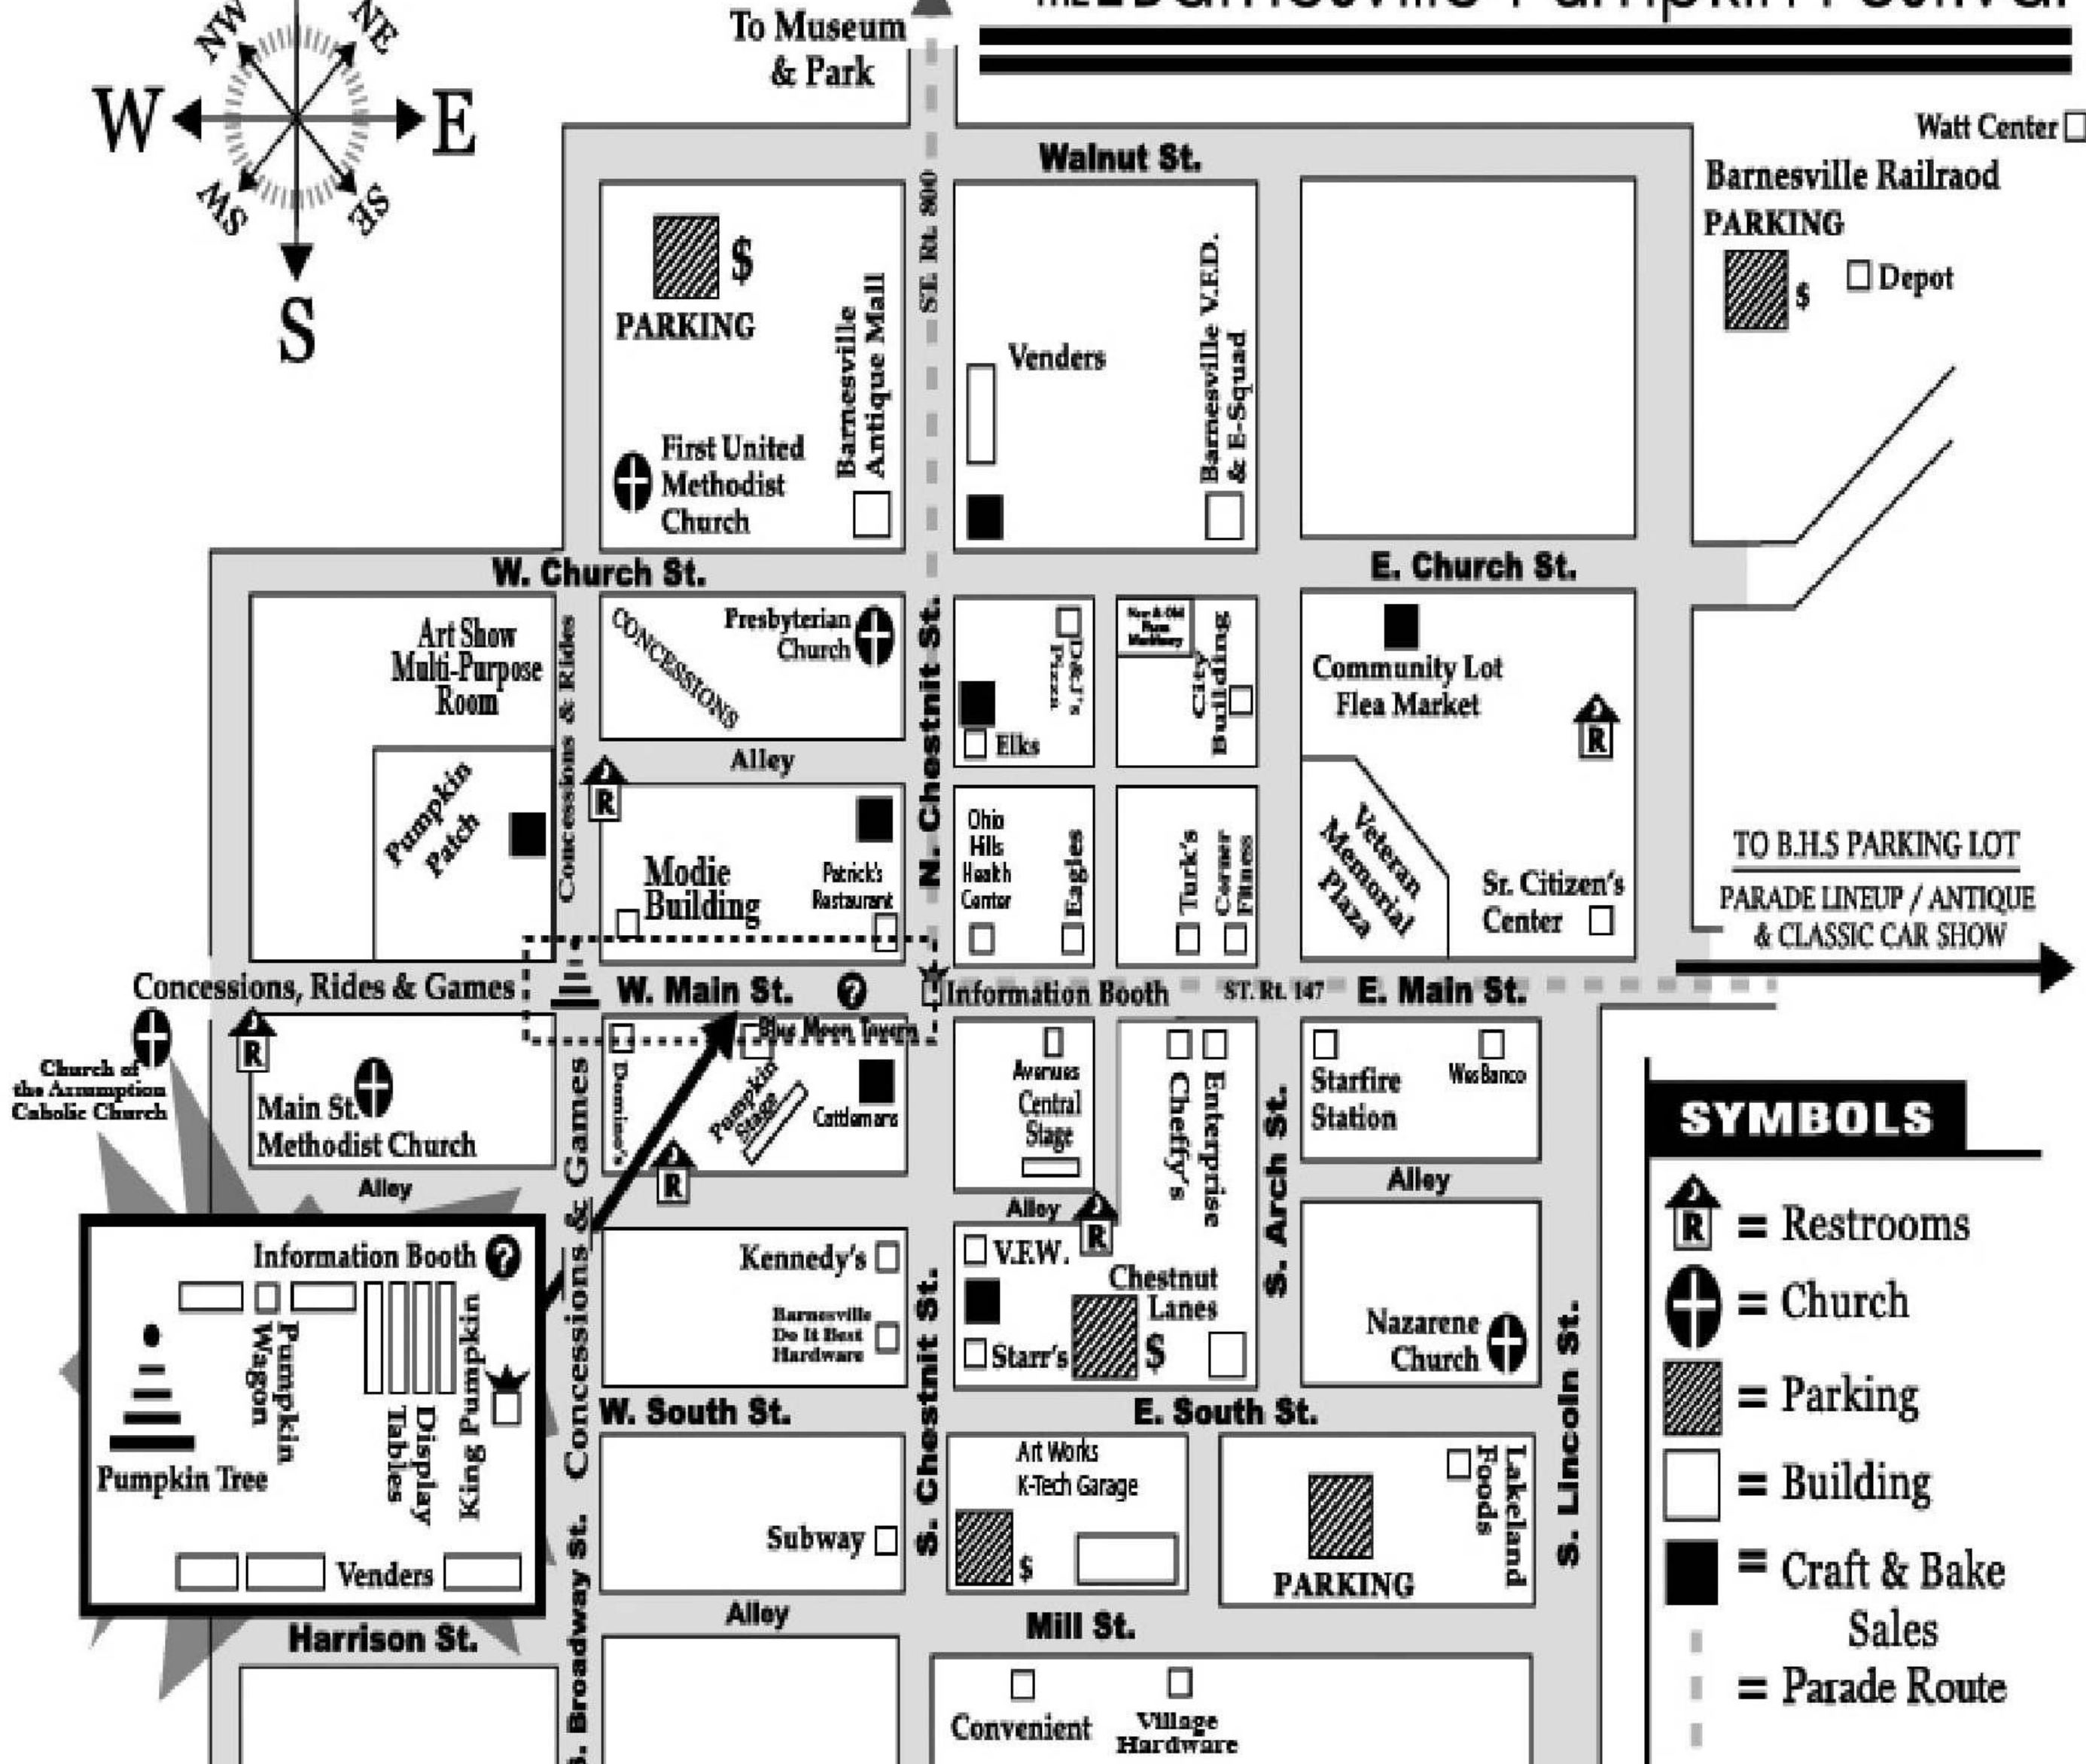 Barnesville Pumpkin Festival
To Museum
& Park
NW
NE
W
E
SW
SE
S
Walnut St.
Watt Center
Barnesville Railraod
PARKING
$
Depot
ST. Rt. 800
$
PARKING
Barnesville
Antique Mall
First United
Methodist
Church
Venders
Barnesville V.F.D.
& E-Squad
W. Church St.
E. Church St.
Art Show
Multi-Purpose
Room
Concessions & Rides
CONCESSIONS
Presbyterian
Church
N. Chestnit St.
D&J's
Pizza
Elks
City
Building
Community Lot
Flea Market
R
Alley
Pumpkin
Patch
R
Modie
Building
Patrick's
Restaurant
Ohio
Hills
Health
Center
Eagles
Turk's
Corner
Fitness
Veteran
Memorial
Plaza
Sr. Citizen's
Center
TO B.H.S PARKING LOT
PARADE LINEUP / ANTIQUE
& CLASSIC CAR SHOW
Concessions, Rides & Games
W. Main St.
?
Information Booth
ST. Rt. 147
E. Main St.
Church of
the Azzumption
Catholic Church
R
Main St.
Methodist Church
Alley
Concessions & Games
Domino's
Blue Moon Tavern
Pumpkin
Stage
Cattlemans
R
Avenues
Central
Stage
Alley
R
Cheffy's
Enterprise
S. Arch St.
Starfire
Station
WesBanco
Alley
SYMBOLS
R = Restrooms
= Church
= Parking
= Building
= Craft & Bake
Sales
= Parade Route
Information Booth ?
Pumpkin Tree
Pumpkin
Wagon
Display
Tables
King Pumpkin
Venders
Kennedy's
Barnesville
Do It Best
Hardware
S. Chestnit St.
V.F.W.
Starr's
Chestnut
Lanes
$
Nazarene
Church
S. Lincoln St.
W. South St.
E. South St.
Subway
Art Works
K-Tech Garage
$
PARKING
Lakeland
Foods
Alley
Mill St.
Harrison St.
S. Broadway St.
Convenient
Village
Hardware